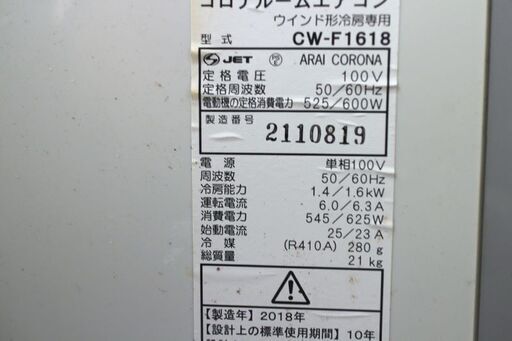 コロナルームエアコン
ウインド形冷房専用
型式 CW-F1618
JET PS E ARAI CORONA
定格電圧 100V
定格周波数 50/60Hz
電動機の定格消費電力 525/600W
製造番号 2110819
電源 単相100V
周波数 50/60Hz
冷房能力 1.4/1.6kW
運転電流 6.0/6.3A
消費電力 545/625W
始動電流 25/23A
冷媒 (R410A) 280g
総質量 21kg
【製造年】2018年
【設計上の標準使用期間】10年